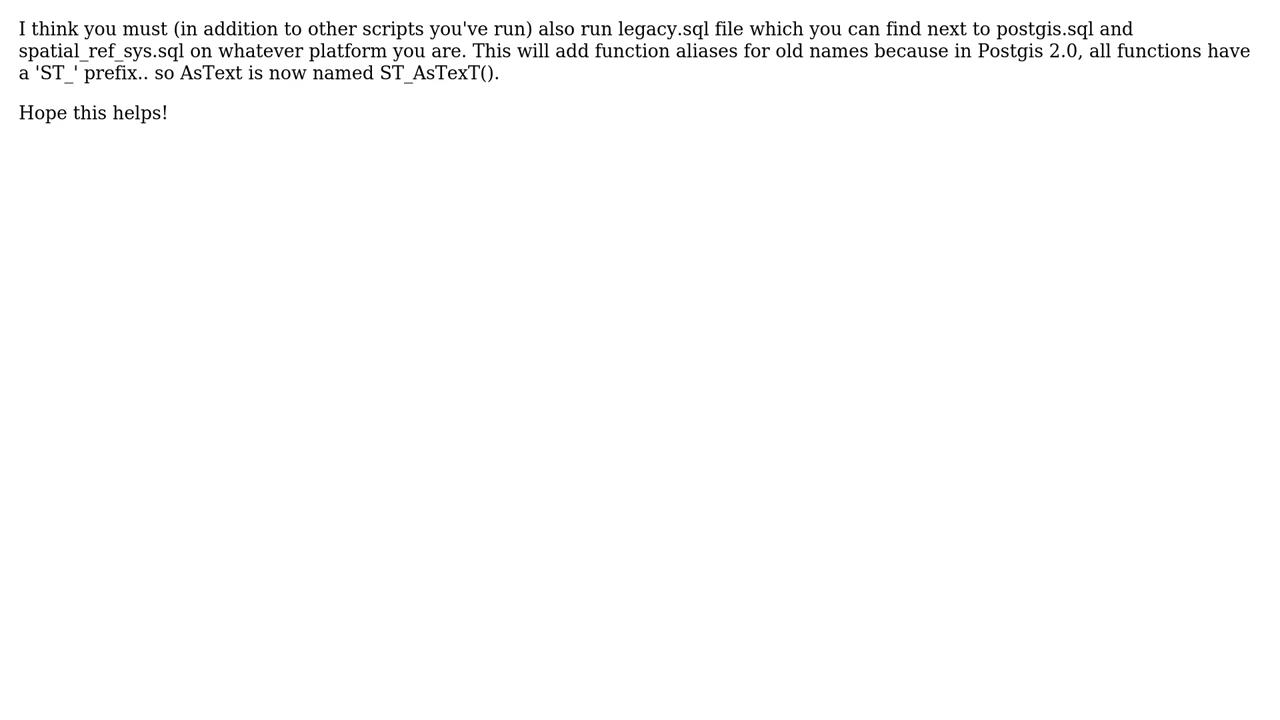 I think you must (in addition to other scripts you've run) also run legacy.sql file which you can find next to postgis.sql and
spatial_ref_sys.sql on whatever platform you are. This will add function aliases for old names because in Postgis 2.0, all functions have
a 'ST_' prefix.. so AsText is now named ST_AsTexT().
Hope this helps!